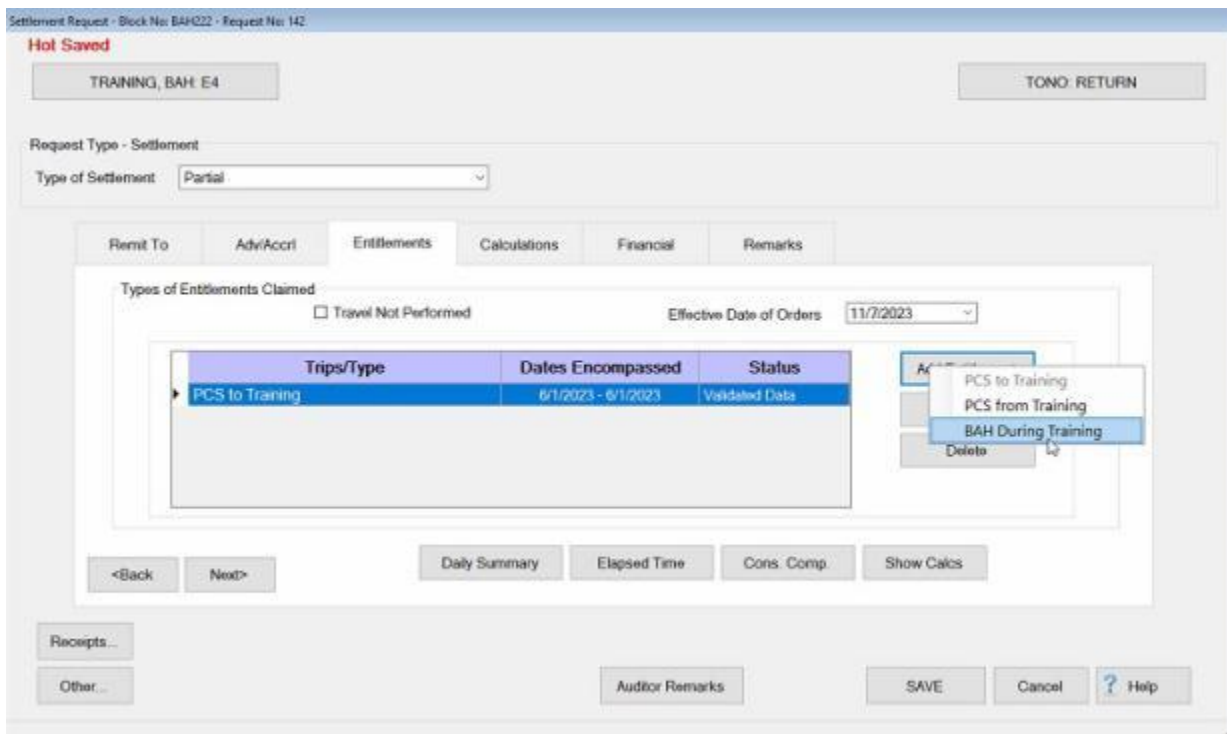 Settlement Request - Block No: BAH222 - Request No: 142
Hot Saved
TRAINING, BAH: E4
TONO: RETURN
Request Type - Settlement
Type of Settlement Partial
Remit To Adv/Accrl Entitlements Calculations Financial Remarks
Types of Entitlements Claimed
Travel Not Performed Effective Date of Orders 11/7/2023
Trips/Type Dates Encompassed Status
PCS to Training 6/1/2023 - 6/1/2023 Validated Data
PCS to Training
PCS from Training
BAH During Training
Delete
<Back Next> Daily Summary Elapsed Time Cons. Comp. Show Calcs
Receipts...
Other... Auditor Remarks SAVE Cancel ? Help